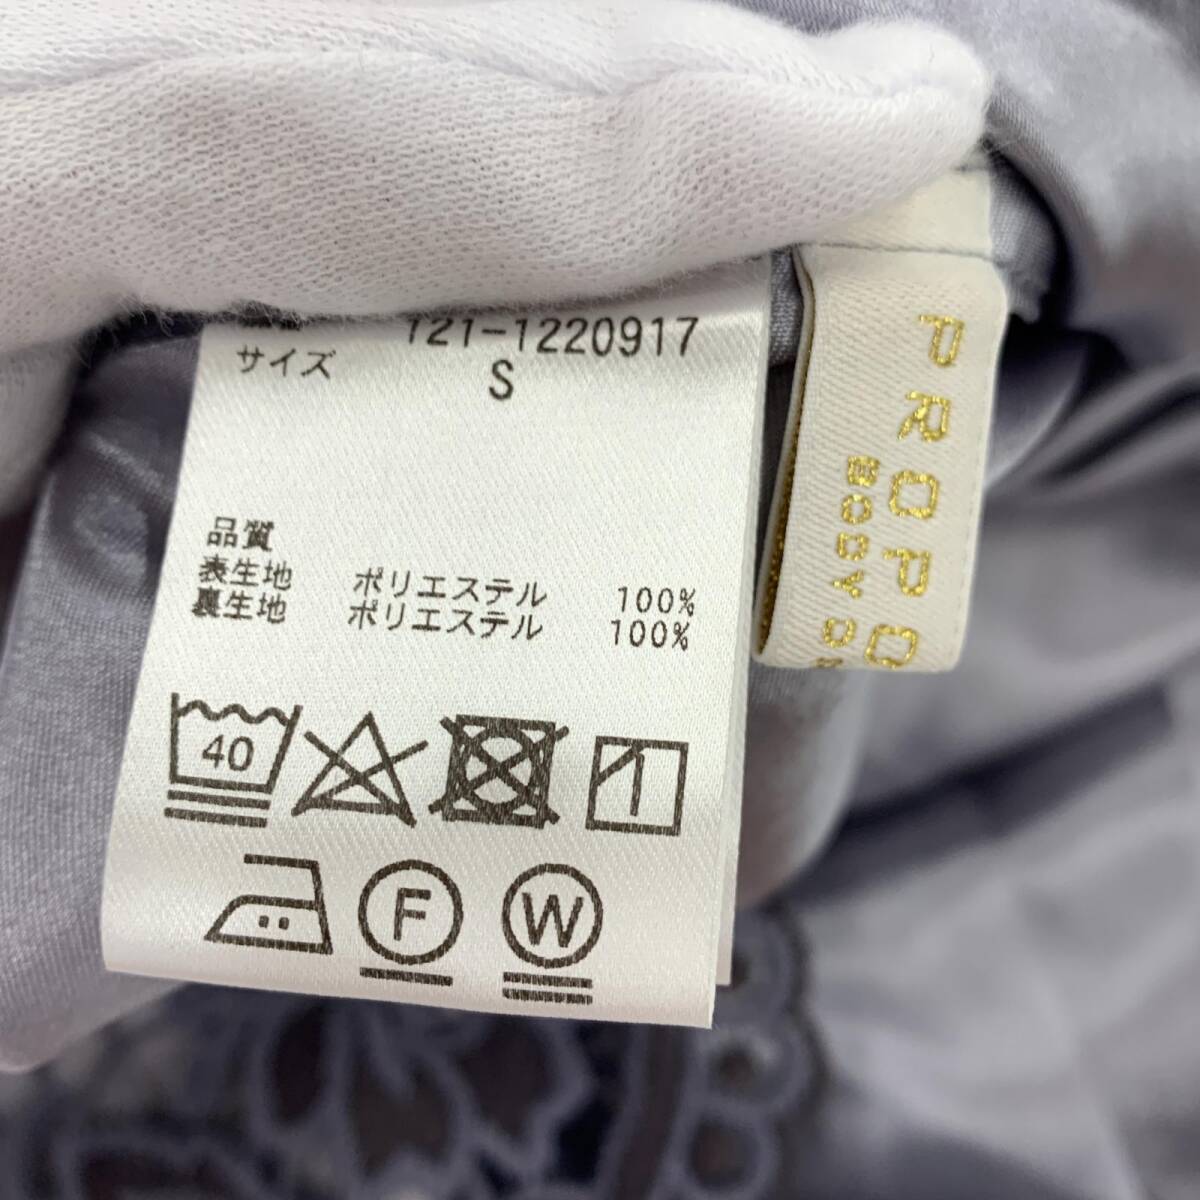 121-1220917
サイズ S
品質
表生地 ポリエステル 100%
裏生地 ポリエステル 100%
40
F
W
PROPO
BODY D